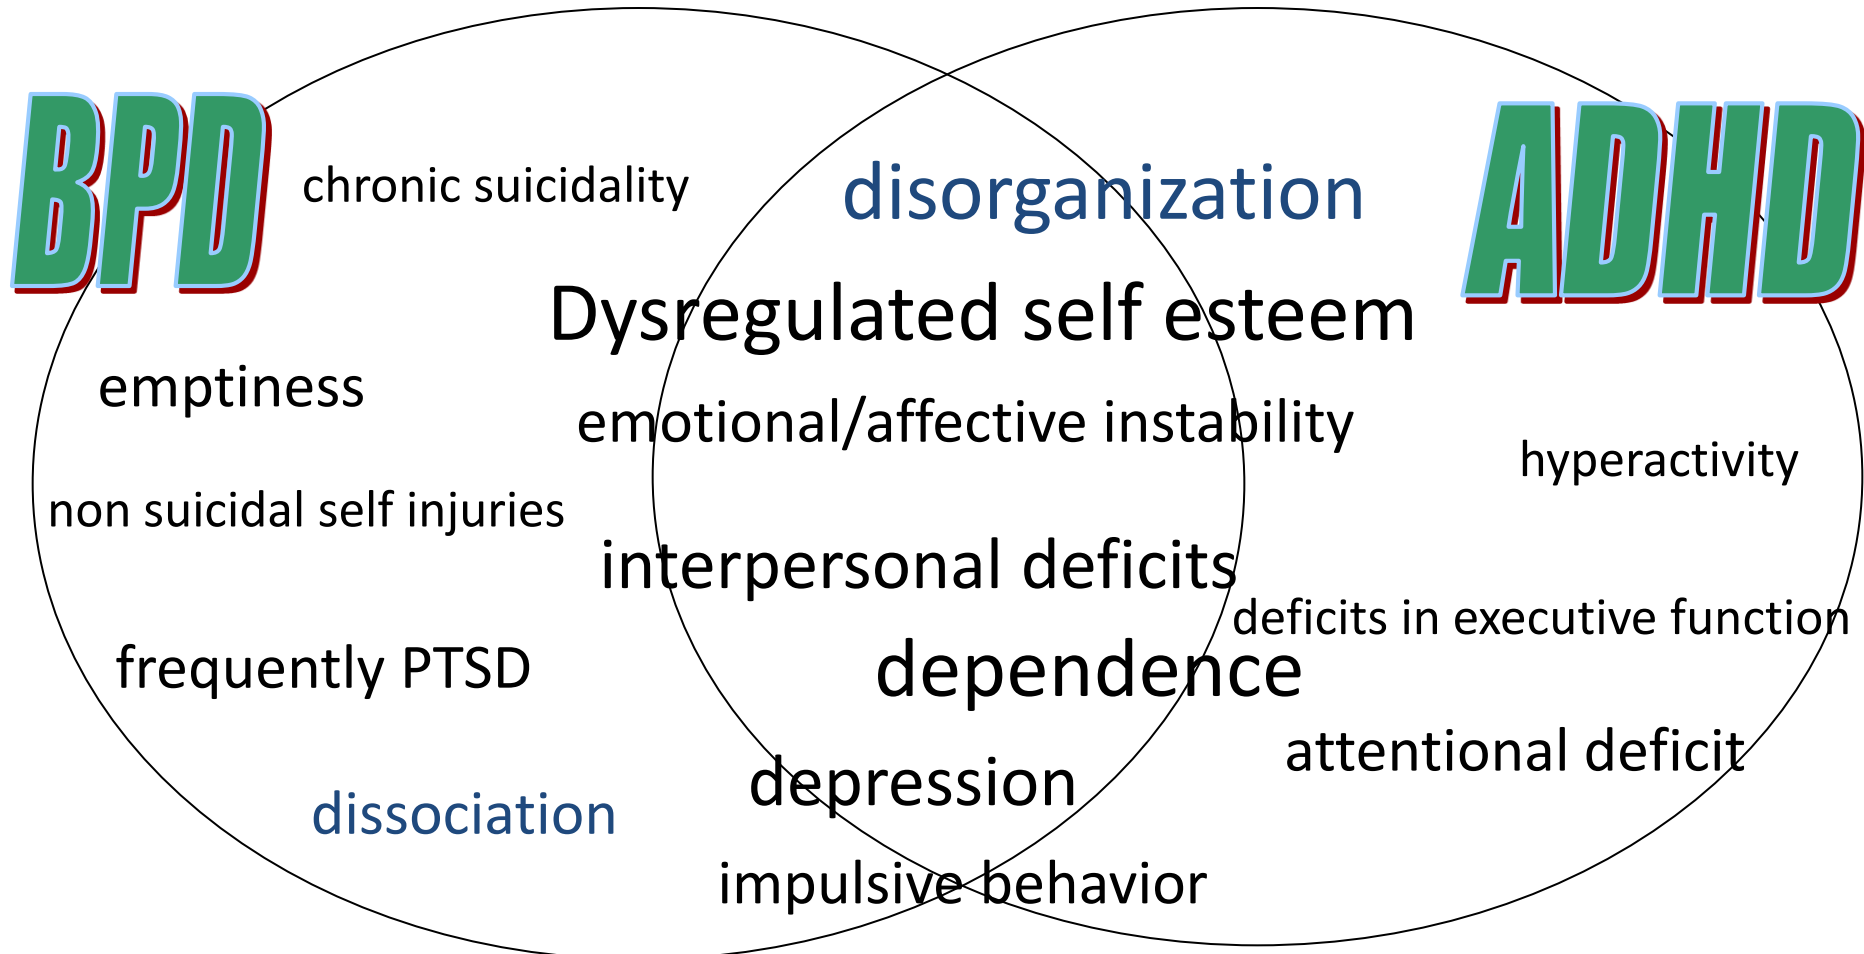 BPD
ADHD
chronic suicidality
disorganization
Dysregulated self esteem
emptiness
emotional/affective instability
hyperactivity
non suicidal self injuries
interpersonal deficits
deficits in executive function
frequently PTSD
dependence
attentional deficit
depression
dissociation
impulsive behavior